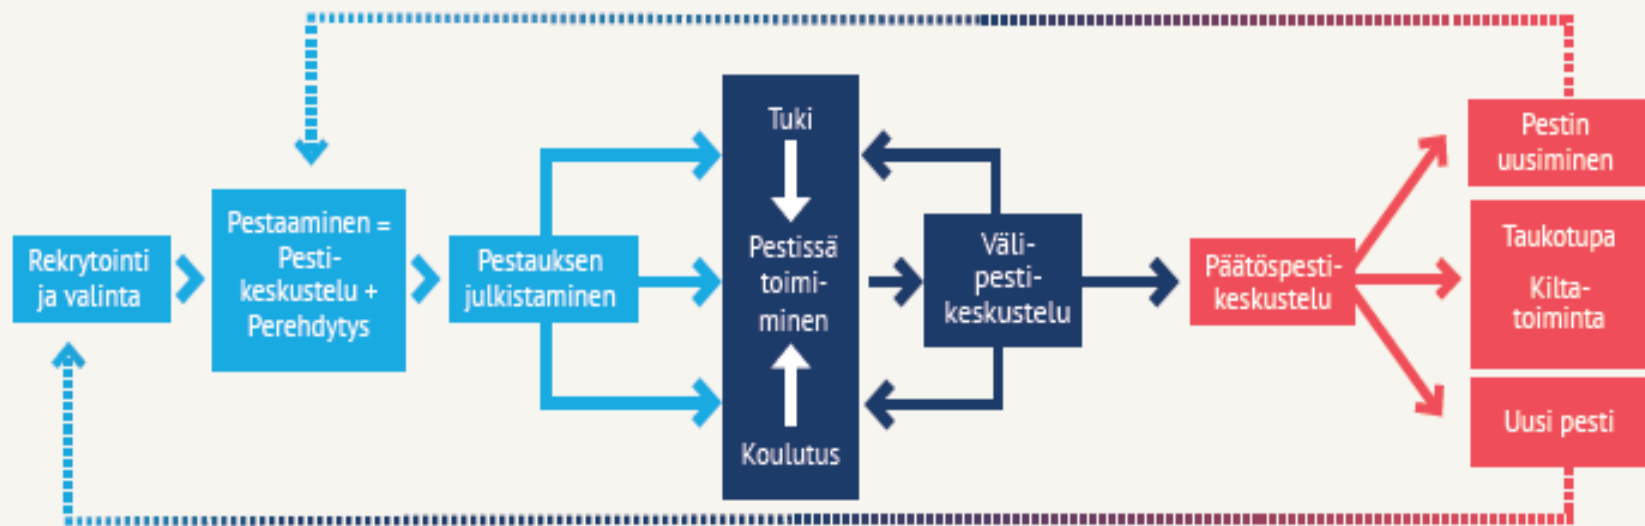 Rekrytointi
ja valinta
Pestaaminen =
Pesti-
keskustelu +
Perehdytys
Pestauksen
julkistaminen
Tuki
Pestissä
toimi-
minen
Koulutus
Väli-
pesti-
keskustelu
Päätöspesti-
keskustelu
Pestin
uusiminen
Taukotupa
Kilta-
toiminta
Uusi pesti